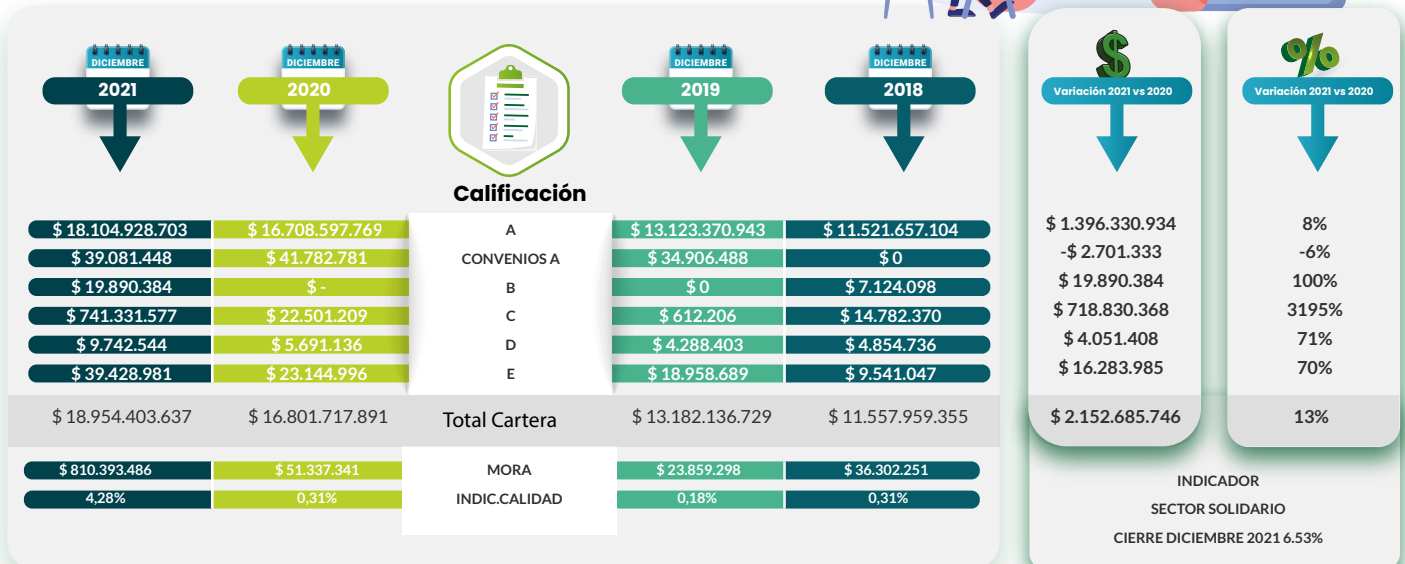 DICIEMBRE DICIEMBRE DICIEMBRE DICIEMBRE $ %
2021 2020 2019 2018 Variación 2021 vs 2020 Variación 2021 vs 2020
Calificación
$ 18.104.928.703 $ 16.708.597.769 A $ 13.123.370.943 $ 11.521.657.104 $ 1.396.330.934 8%
$ 39.081.448 $ 41.782.781 CONVENIOS A $ 34.906.488 $ 0 -$ 2.701.333 -6%
$ 19.890.384 $ - B $ 0 $ 7.124.098 $ 19.890.384 100%
$ 741.331.577 $ 22.501.209 C $ 612.206 $ 14.782.370 $ 718.830.368 3195%
$ 9.742.544 $ 5.691.136 D $ 4.288.403 $ 4.854.736 $ 4.051.408 71%
$ 39.428.981 $ 23.144.996 E $ 18.958.689 $ 9.541.047 $ 16.283.985 70%
$ 18.954.403.637 $ 16.801.717.891 Total Cartera $ 13.182.136.729 $ 11.557.959.355 $ 2.152.685.746 13%
$ 810.393.486 $ 51.337.341 MORA $ 23.859.298 $ 36.302.251
4,28% 0,31% INDIC.CALIDAD 0,18% 0,31%
INDICADOR
SECTOR SOLIDARIO
CIERRE DICIEMBRE 2021 6.53%